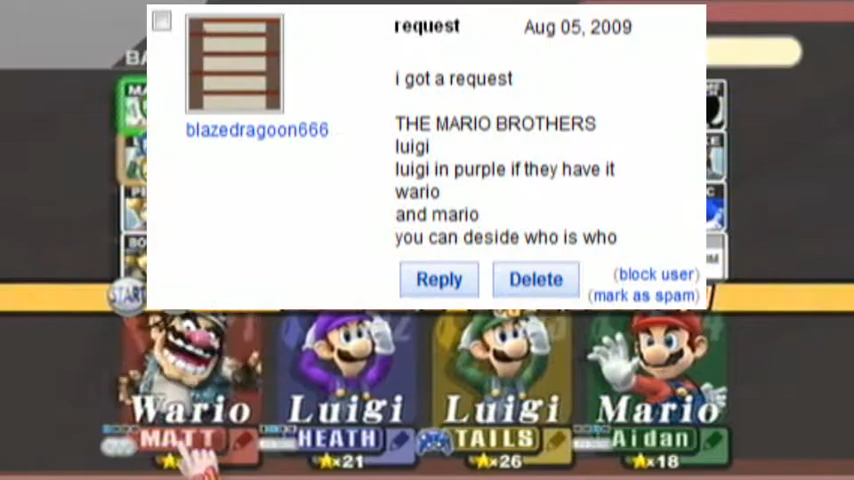 request Aug 05, 2009
i got a request
THE MARIO BROTHERS
blazedragoon666
luigi
luigi in purple if they have it
wario
and mario
you can deside who is who
Reply Delete (block user)
(mark as spam)
START
Wario Luigi Luigi Mario
MATT HEATH TAILS Aidan
×21 ×26 ×18